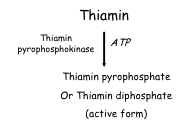 Thiamin
Thiamin
pyrophosphokinase
ATP
Thiamin pyrophosphate
Or Thiamin diphosphate
(active form)